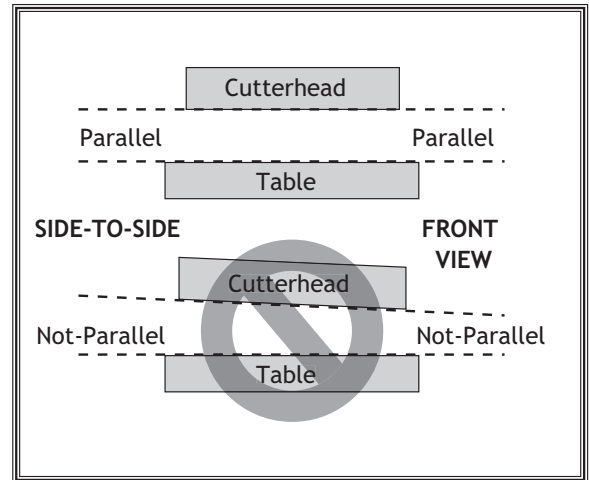 Cutterhead
Parallel Parallel
Table
SIDE-TO-SIDE FRONT
VIEW
Cutterhead
Not-Parallel Not-Parallel
Table